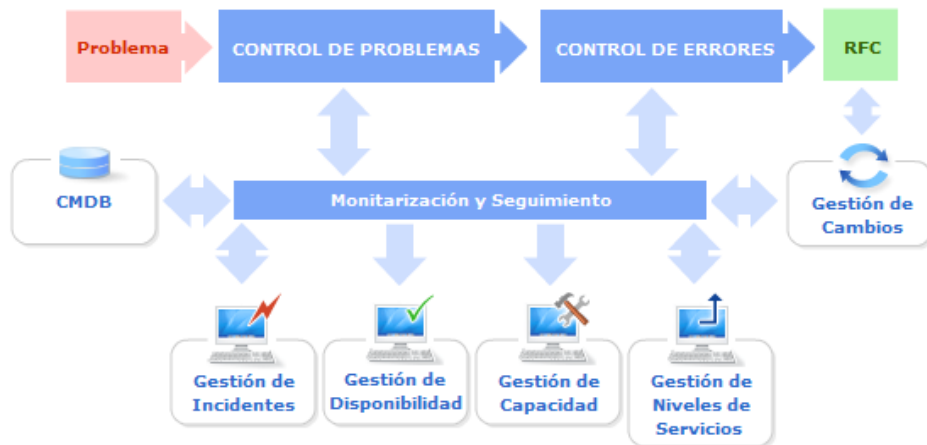 Problema
CONTROL DE PROBLEMAS
CONTROL DE ERRORES
RFC
CMDB
Monitarización y Seguimiento
Gestión de
Cambios
Gestión de
Incidentes
Gestión de
Disponibilidad
Gestión de
Capacidad
Gestión de
Niveles de
Servicios